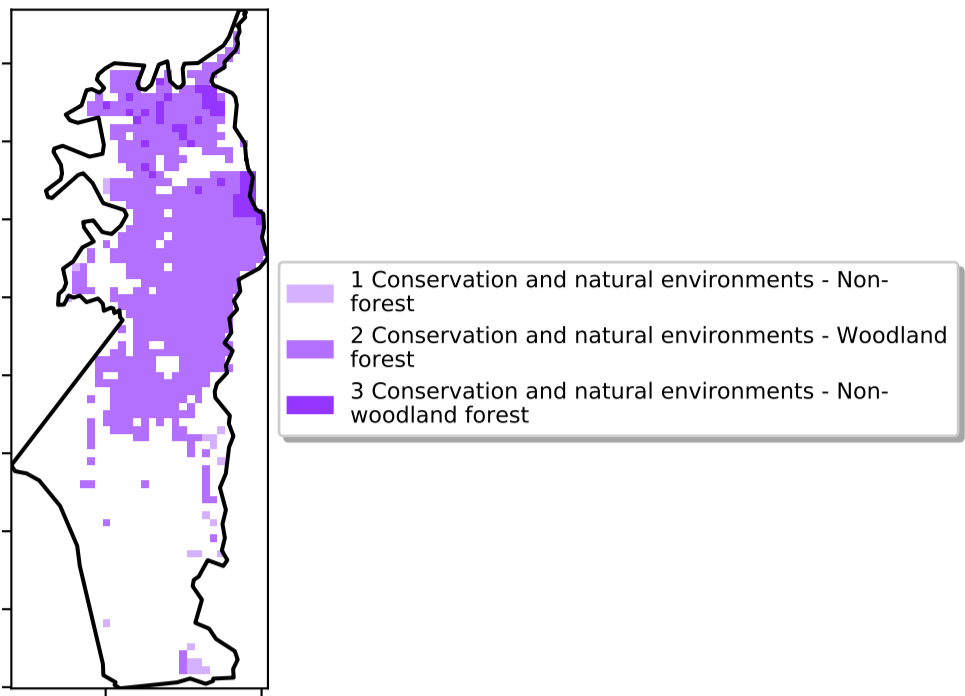 1 Conservation and natural environments - Non-
forest
2 Conservation and natural environments - Woodland
forest
3 Conservation and natural environments - Non-
woodland forest